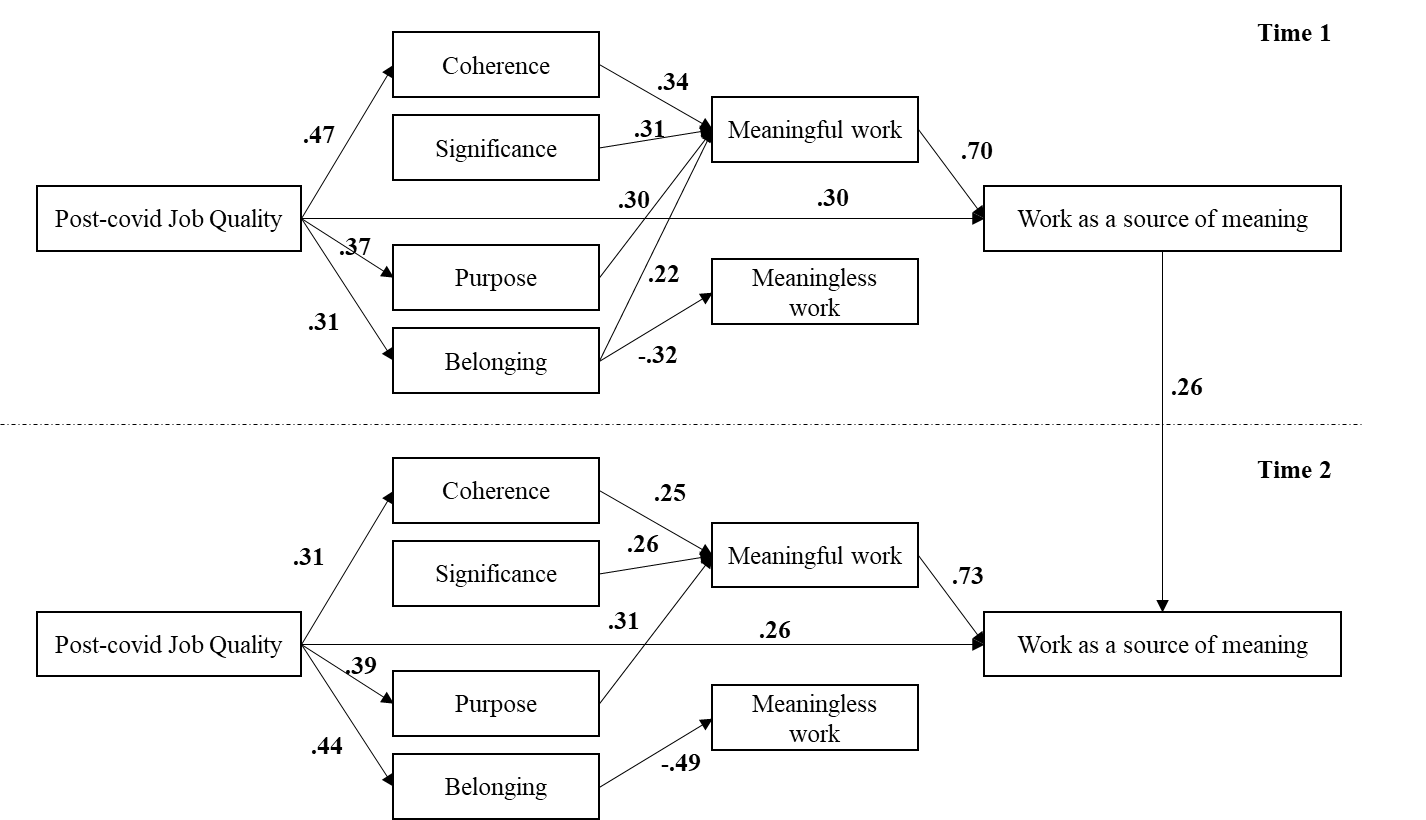 Time 1
Coherence
.34
.47
Significance
.31
Meaningful work
.70
Post-covid Job Quality
.30
.30
Work as a source of meaning
.37
Purpose
.22
Meaningless
work
.31
Belonging
-.32
.26
Time 2
Coherence
.25
.31
Significance
.26
Meaningful work
.73
Post-covid Job Quality
.31
.26
Work as a source of meaning
.39
Purpose
Meaningless
work
.44
Belonging
-.49